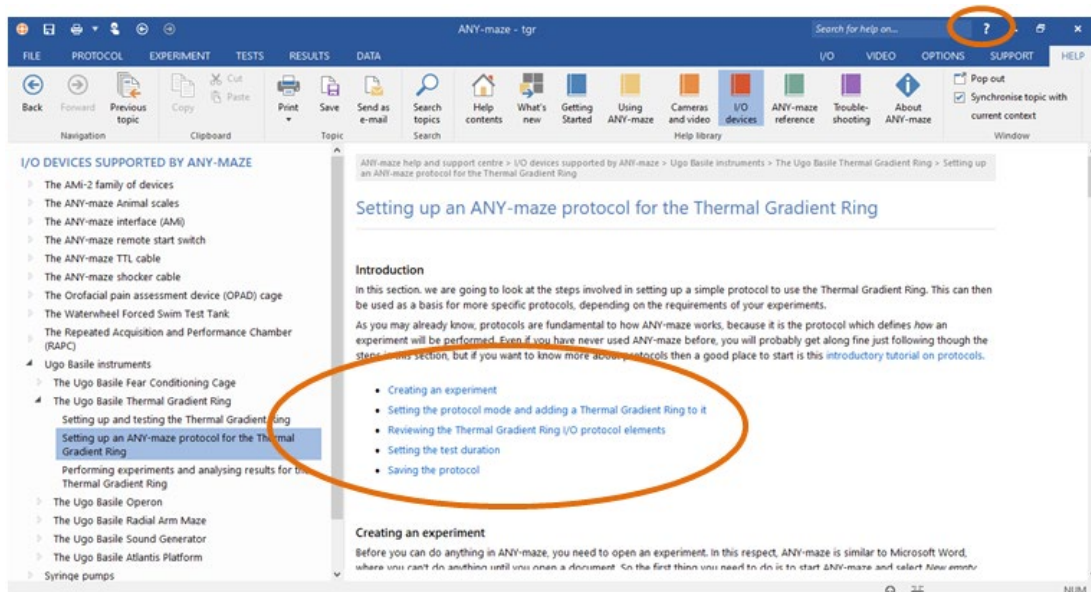 ANY-maze - tgr
Search for help on...
?
FILE PROTOCOL EXPERIMENT TESTS RESULTS DATA
I/O VIDEO OPTIONS SUPPORT HELP
Back
Forward
Previous topic
Navigation
Copy
Cut
Paste
Clipboard
Print
Save
Send as e-mail
Topic
Search topics
Search
Help contents
What's new
Getting Started
Using ANY-maze
Cameras and video
I/O devices
ANY-maze reference
Trouble-shooting
About ANY-maze
Help library
Pop out
Synchronise topic with current context
Window
I/O DEVICES SUPPORTED BY ANY-MAZE
The AMi-2 family of devices
The ANY-maze Animal scales
The ANY-maze interface (AMi)
The ANY-maze remote start switch
The ANY-maze TTL cable
The ANY-maze shocker cable
The Orofacial pain assessment device (OPAD) cage
The Waterwheel Forced Swim Test Tank
The Repeated Acquisition and Performance Chamber
(RAPC)
Ugo Basile instruments
The Ugo Basile Fear Conditioning Cage
The Ugo Basile Thermal Gradient Ring
Setting up and testing the Thermal Gradient Ring
Setting up an ANY-maze protocol for the Thermal
Gradient Ring
Performing experiments and analysing results for the
Thermal Gradient Ring
The Ugo Basile Operon
The Ugo Basile Radial Arm Maze
The Ugo Basile Sound Generator
The Ugo Basile Atlantis Platform
Syringe pumps
ANY-maze help and support centre > I/O devices supported by ANY-maze > Ugo Basile instruments > The Ugo Basile Thermal Gradient Ring > Setting up
an ANY-maze protocol for the Thermal Gradient Ring
Setting up an ANY-maze protocol for the Thermal Gradient Ring
Introduction
In this section. we are going to look at the steps involved in setting up a simple protocol to use the Thermal Gradient Ring. This can then
be used as a basis for more specific protocols, depending on the requirements of your experiments.
As you may already know, protocols are fundamental to how ANY-maze works, because it is the protocol which defines how an
experiment will be performed. Even if you have never used ANY-maze before, you will probably get along fine just following though the
steps in this section, but if you want to know more about protocols then a good place to start is this introductory tutorial on protocols.
Creating an experiment
Setting the protocol mode and adding a Thermal Gradient Ring to it
Reviewing the Thermal Gradient Ring I/O protocol elements
Setting the test duration
Saving the protocol
Creating an experiment
Before you can do anything in ANY-maze, you need to open an experiment. In this respect, ANY-maze is similar to Microsoft Word,
where you can't do anything until you open a document. So the first thing you need to do is to start ANY-maze and select New empty
NUM